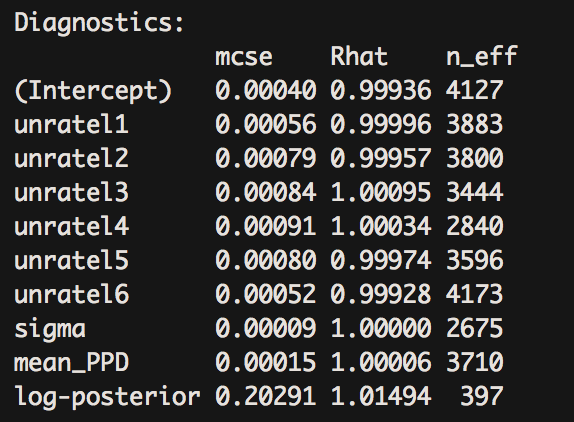 Diagnostics:
mcse Rhat n_eff
(Intercept) 0.00040 0.99936 4127
unratel1 0.00056 0.99996 3883
unratel2 0.00079 0.99957 3800
unratel3 0.00084 1.00095 3444
unratel4 0.00091 1.00034 2840
unratel5 0.00080 0.99974 3596
unratel6 0.00052 0.99928 4173
sigma 0.00009 1.00000 2675
mean_PPD 0.00015 1.00006 3710
log-posterior 0.20291 1.01494 397